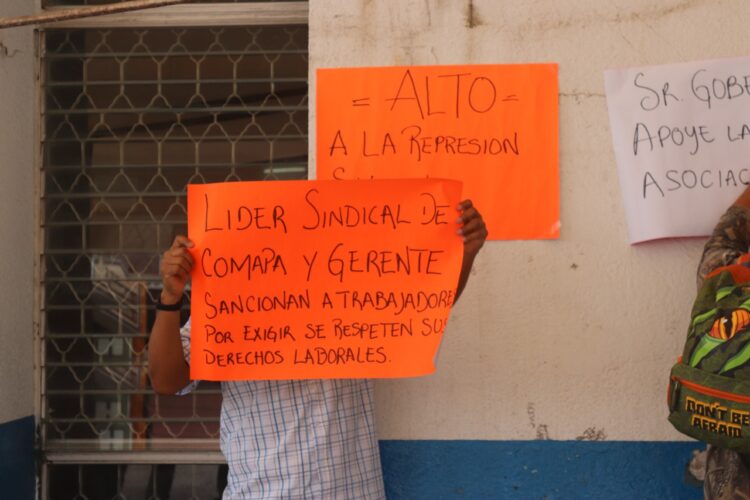 = ALTO =
A LA REPRESION
LIDER SINDICAL DE
COMAPA Y GERENTE
SANCIONAN A TRABAJADORE
POR EXIGIR SE RESPETEN SUS
DERECHOS LABORALES.
SR. GOBE
APOYE LA
ASOCIAC
DON'T BE
AFRAID